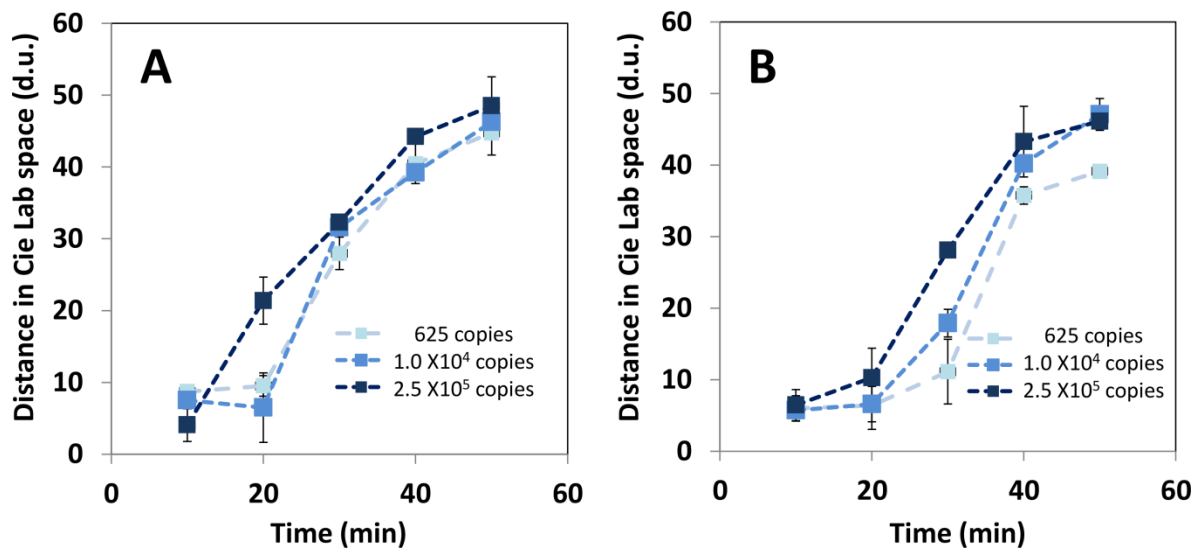 A
Distance in Cie Lab space (d.u.)
60
50
40
30
20
10
0
625 copies
1.0 X10⁴ copies
2.5 X10⁵ copies
0 20 40 60
Time (min)
B
Distance in Cie Lab space (d.u.)
60
50
40
30
20
10
0
625 copies
1.0 X10⁴ copies
2.5 X10⁵ copies
0 20 40 60
Time (min)